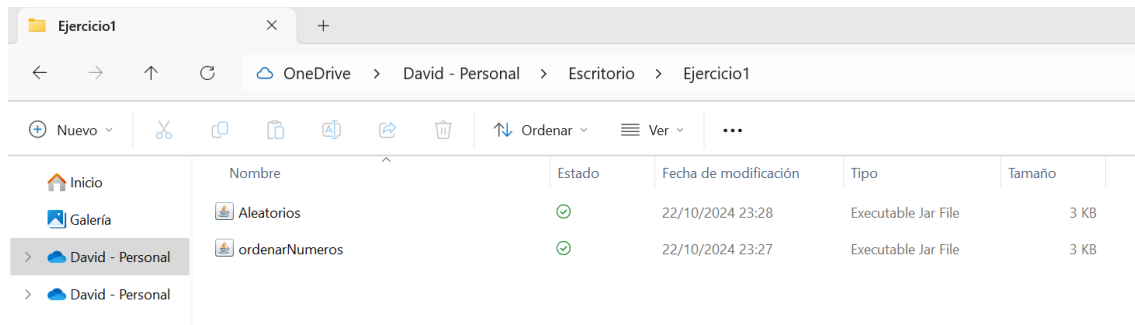 Ejercicio1
OneDrive > David - Personal > Escritorio > Ejercicio1
Nuevo Ordenar Ver
Nombre Estado Fecha de modificación Tipo Tamaño
Inicio
Galería
David - Personal
David - Personal
Aleatorios 22/10/2024 23:28 Executable Jar File 3 KB
ordenarNumeros 22/10/2024 23:27 Executable Jar File 3 KB